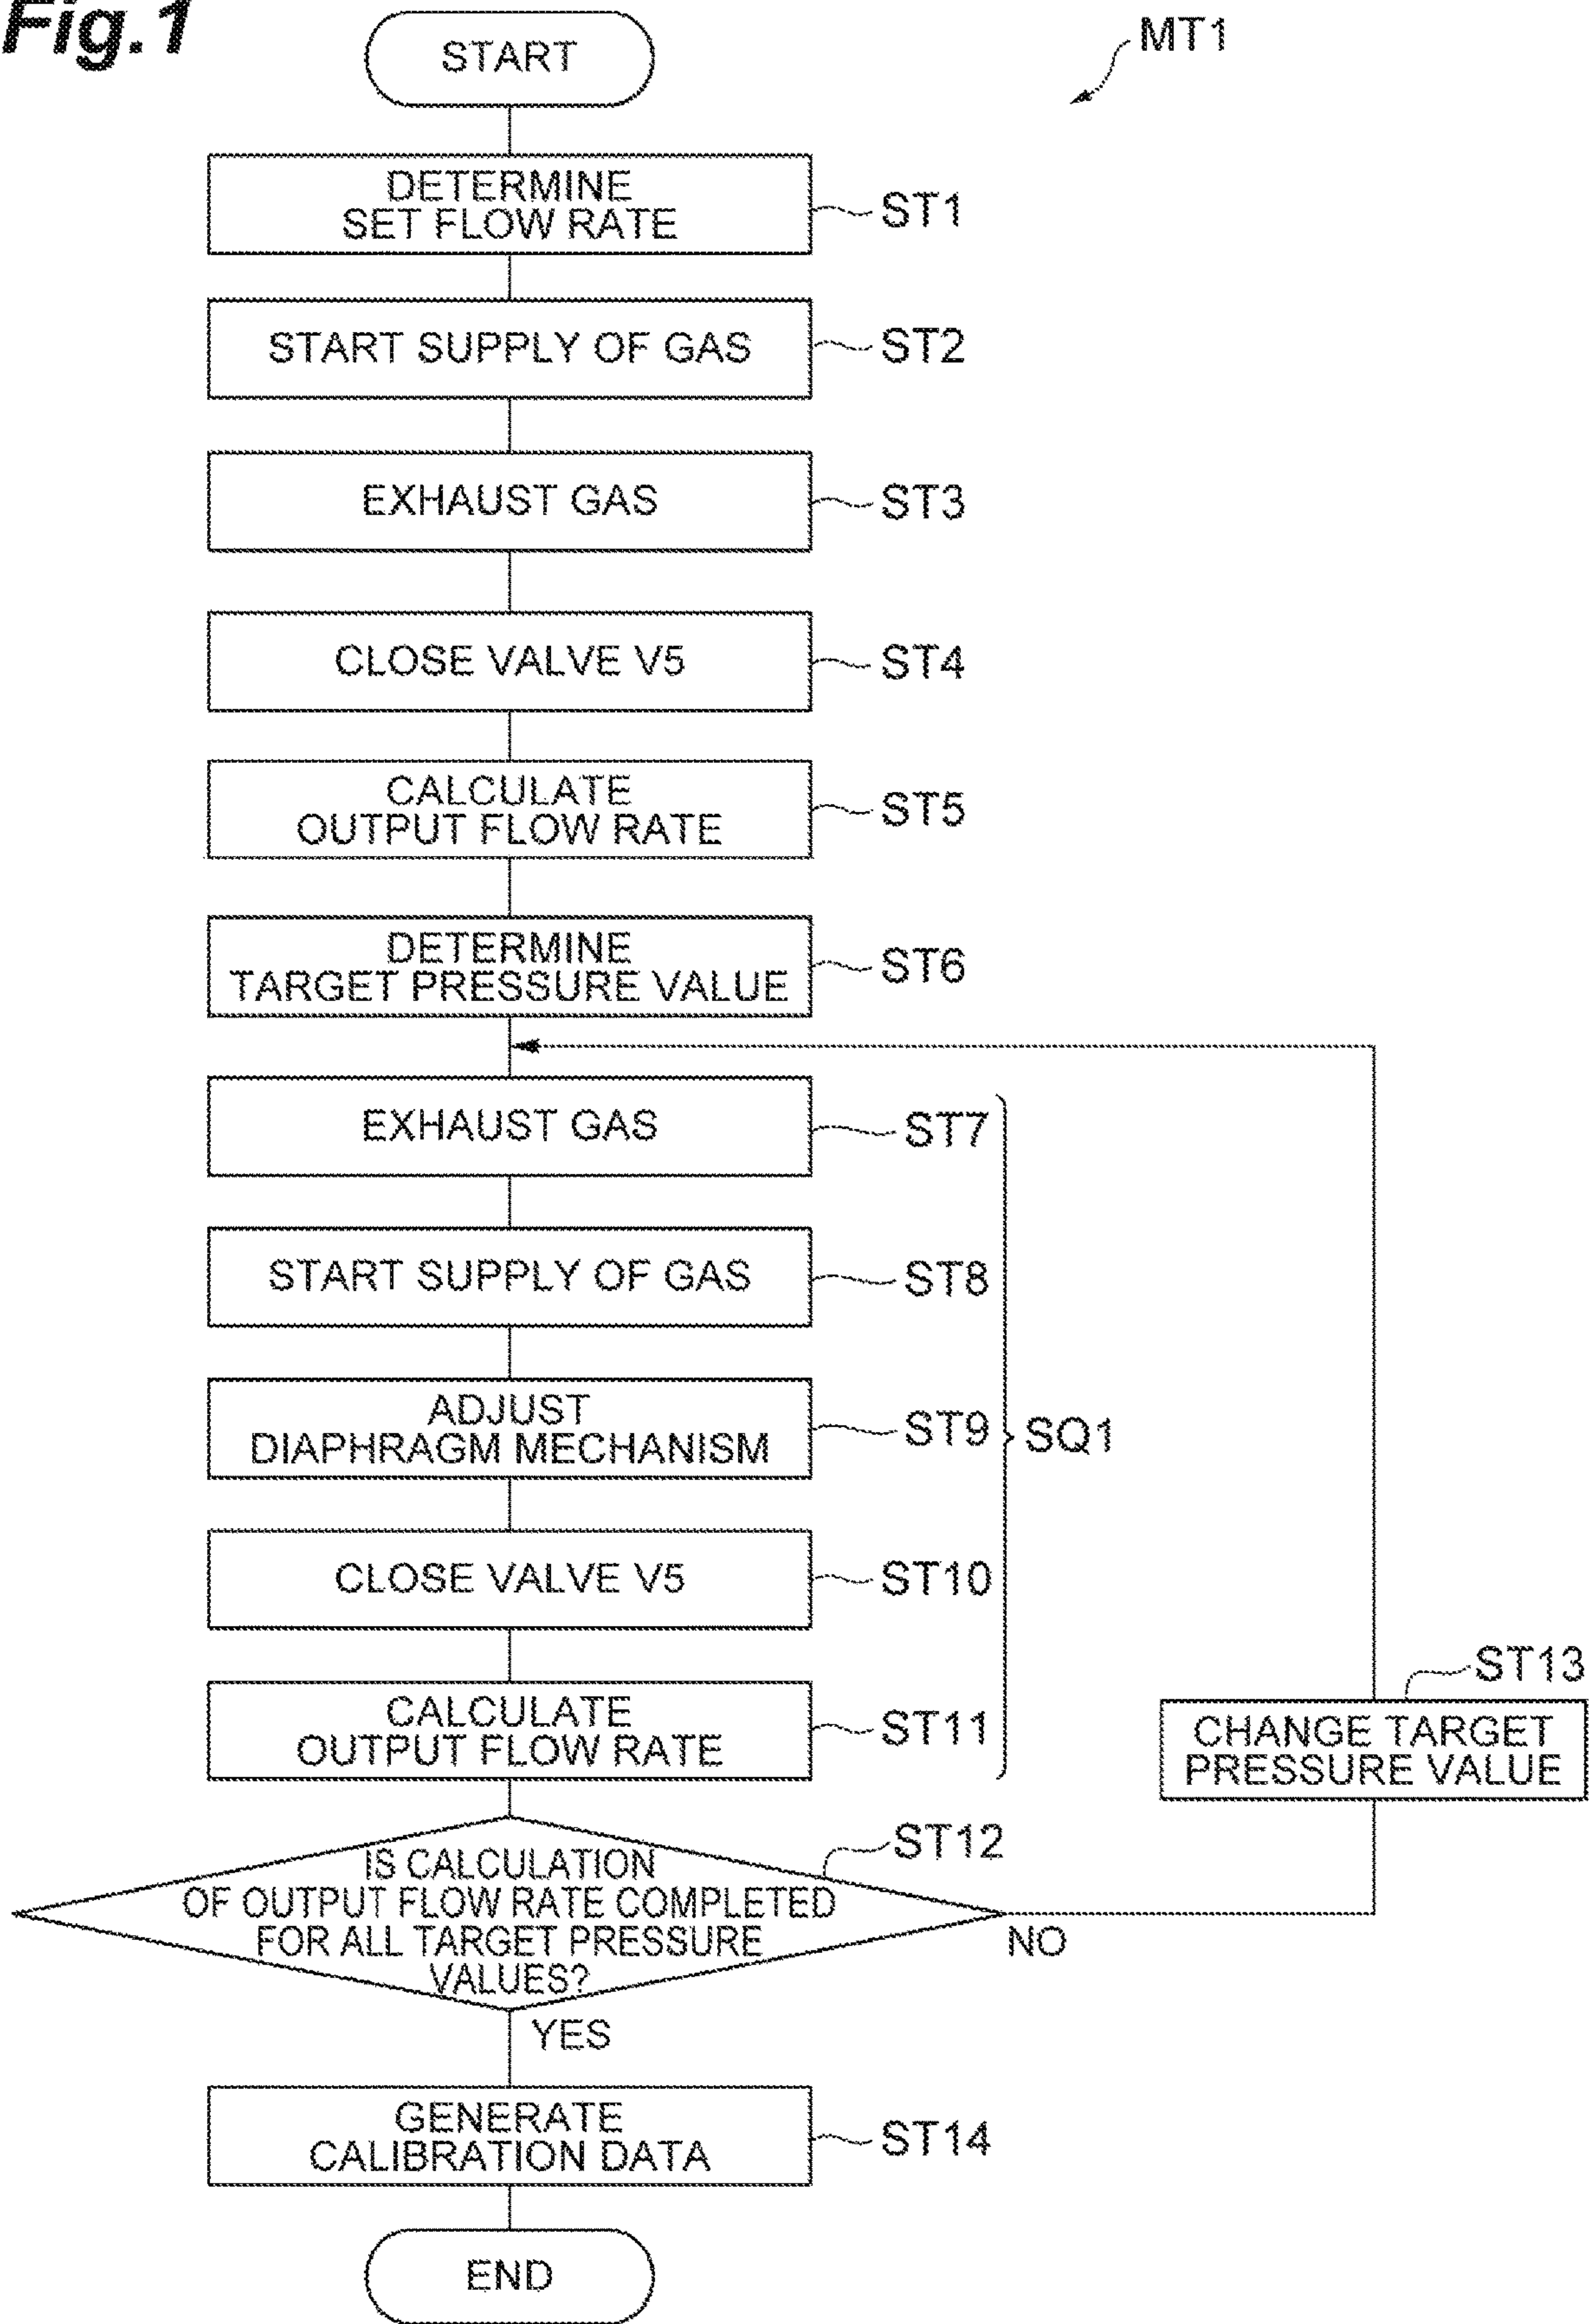 Fig.1
START
MT1
DETERMINE
SET FLOW RATE
ST1
START SUPPLY OF GAS
ST2
EXHAUST GAS
ST3
CLOSE VALVE V5
ST4
CALCULATE
OUTPUT FLOW RATE
ST5
DETERMINE
TARGET PRESSURE VALUE
ST6
EXHAUST GAS
ST7
START SUPPLY OF GAS
ST8
ADJUST
DIAPHRAGM MECHANISM
ST9
SQ1
CLOSE VALVE V5
ST10
CALCULATE
OUTPUT FLOW RATE
ST11
ST13
CHANGE TARGET
PRESSURE VALUE
IS CALCULATION
OF OUTPUT FLOW RATE COMPLETED
FOR ALL TARGET PRESSURE
VALUES?
ST12
NO
YES
GENERATE
CALIBRATION DATA
ST14
END